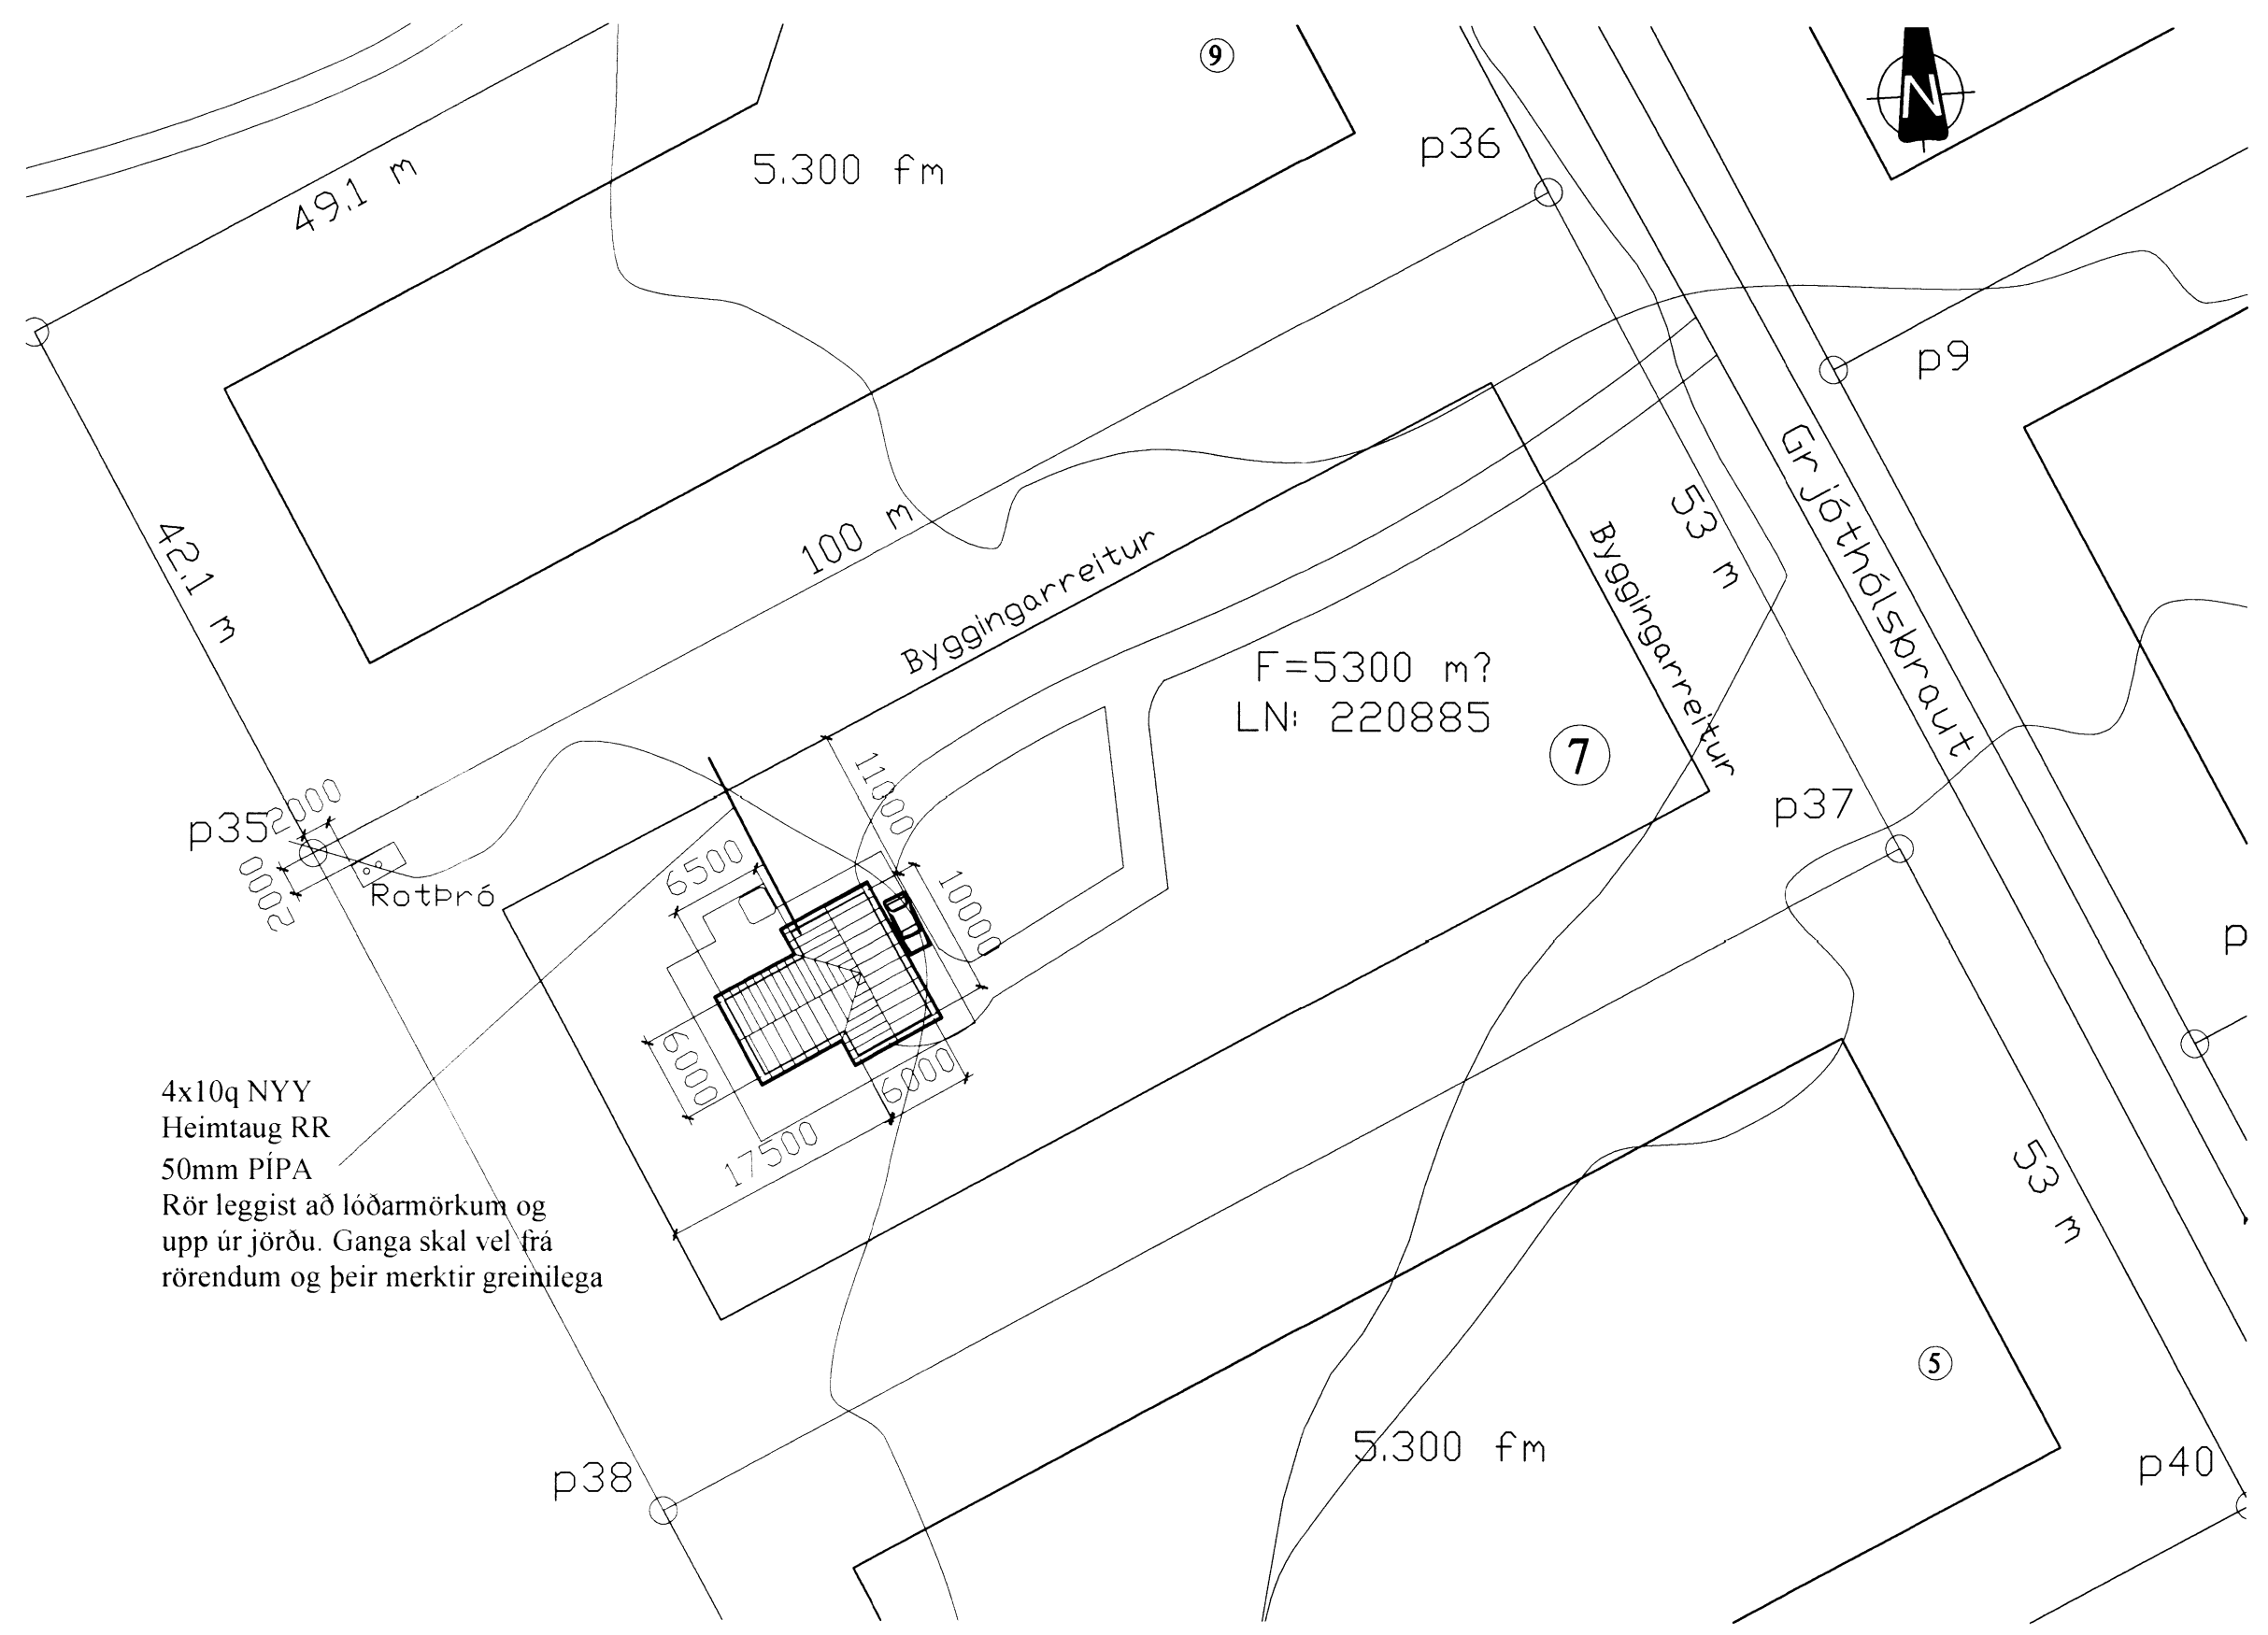 9
N
p36
5.300 fm
49.1 m
p9
Grjóthólsbraut
53 m
42.1 m
100 m
Byggingarreitur
Byggingarreitur
F=5300 m?
LN: 220885
7
11000
p37
2000
p35
2000
Rotþró
6500
10000
6000
6000
17500
p
4x10q NYY
Heimtaug RR
50mm PÍPA
Rör leggist að lóðarmörkum og
upp úr jörðu. Ganga skal vel frá
rörendum og þeir merktir greinilega
53 m
5
5.300 fm
p38
p40